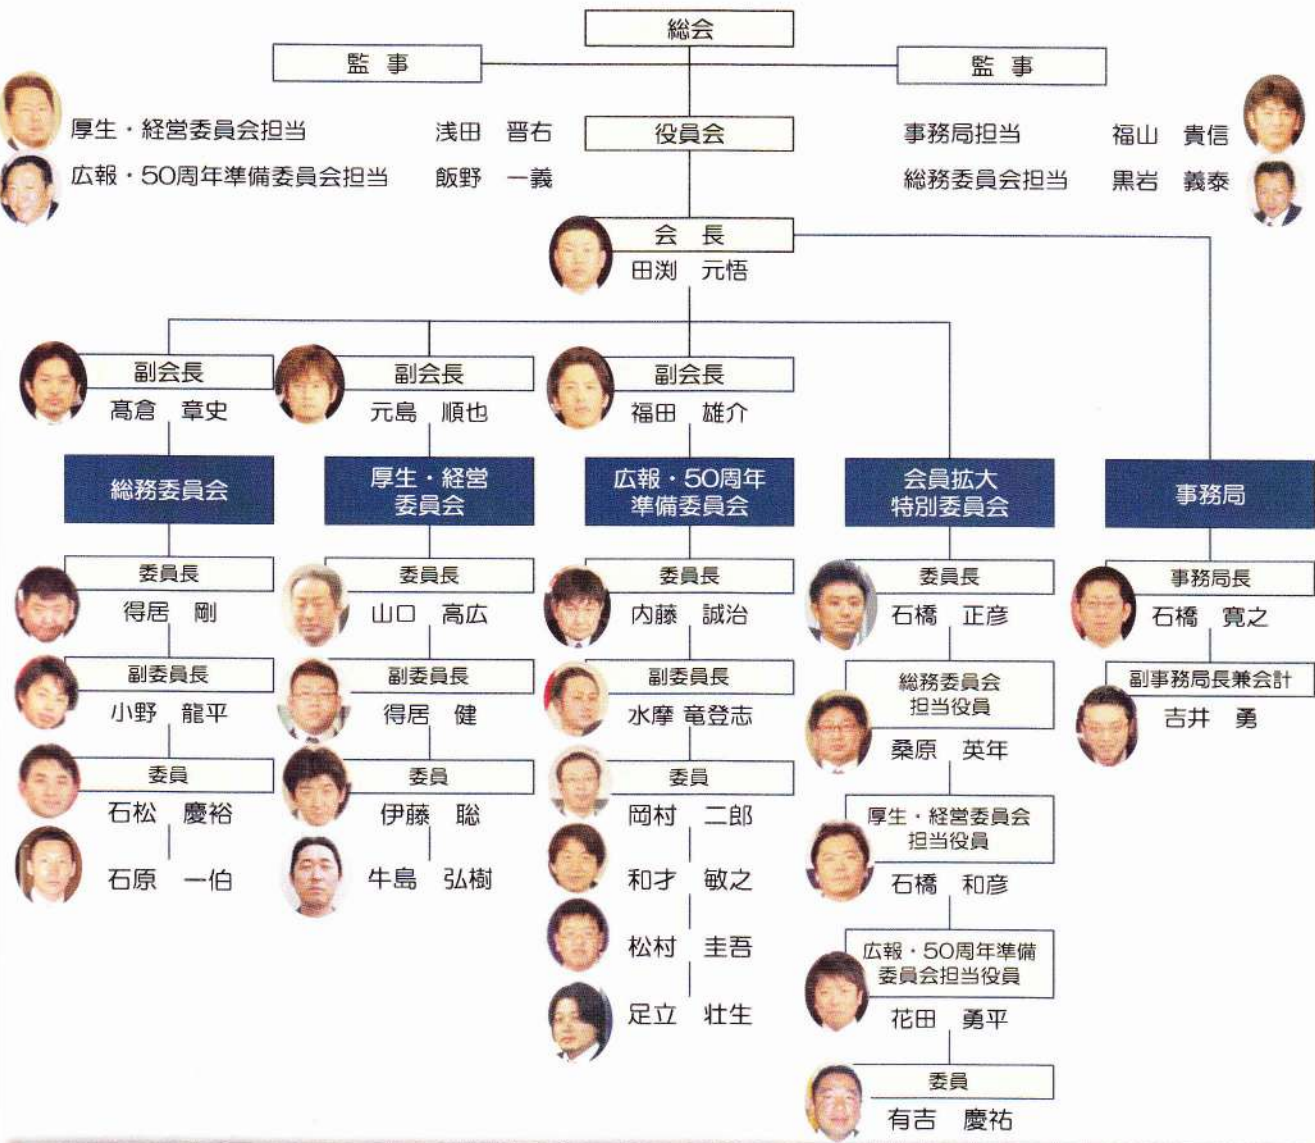 総会
監事
監事
厚生・経営委員会担当 浅田 晋右
広報・50周年準備委員会担当 飯野 一義
役員会
事務局担当 福山 貴信
総務委員会担当 黒岩 義泰
会長
田渕 元悟
副会長
髙倉 章史
副会長
元島 順也
副会長
福田 雄介
総務委員会
委員長
得居 剛
副委員長
小野 龍平
委員
石松 慶裕
石原 一伯
厚生・経営
委員会
委員長
山口 高広
副委員長
得居 健
委員
伊藤 聡
牛島 弘樹
広報・50周年
準備委員会
委員長
内藤 誠治
副委員長
水摩 竜登志
委員
岡村 二郎
和才 敏之
松村 圭吾
足立 壮生
会員拡大
特別委員会
委員長
石橋 正彦
総務委員会
担当役員
桑原 英年
厚生・経営委員会
担当役員
石橋 和彦
広報・50周年準備
委員会担当役員
花田 勇平
委員
有吉 慶祐
事務局
事務局長
石橋 寛之
副事務局長兼会計
吉井 勇